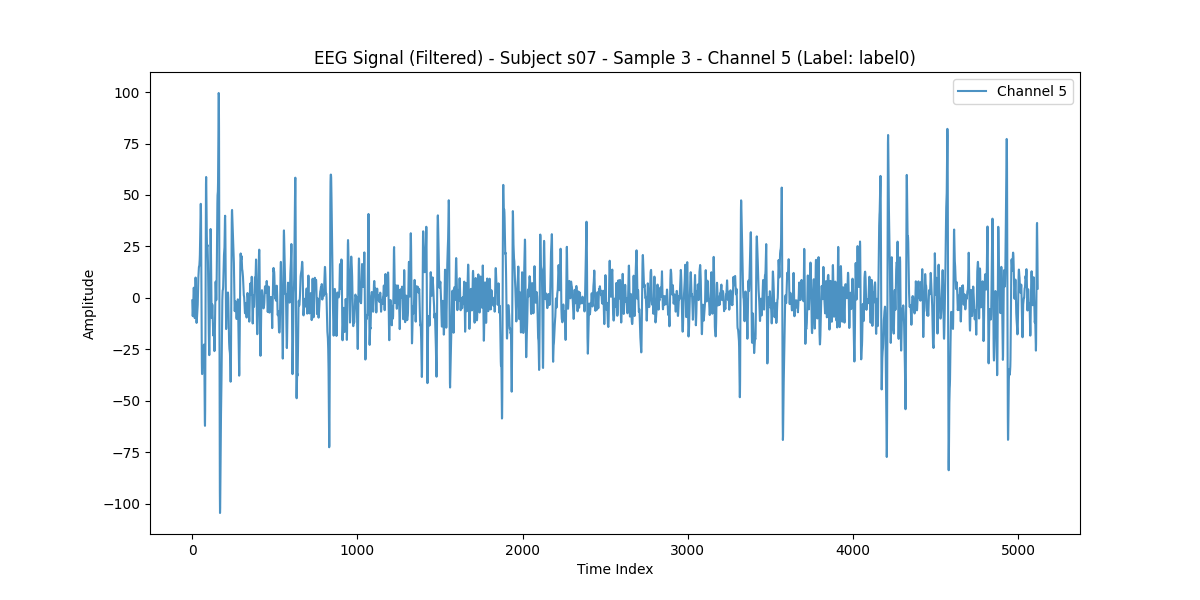 EEG Signal (Filtered) - Subject s07 - Sample 3 - Channel 5 (Label: label0)
Channel 5
100
75
50
25
0
−25
−50
−75
−100
Amplitude
0 1000 2000 3000 4000 5000
Time Index